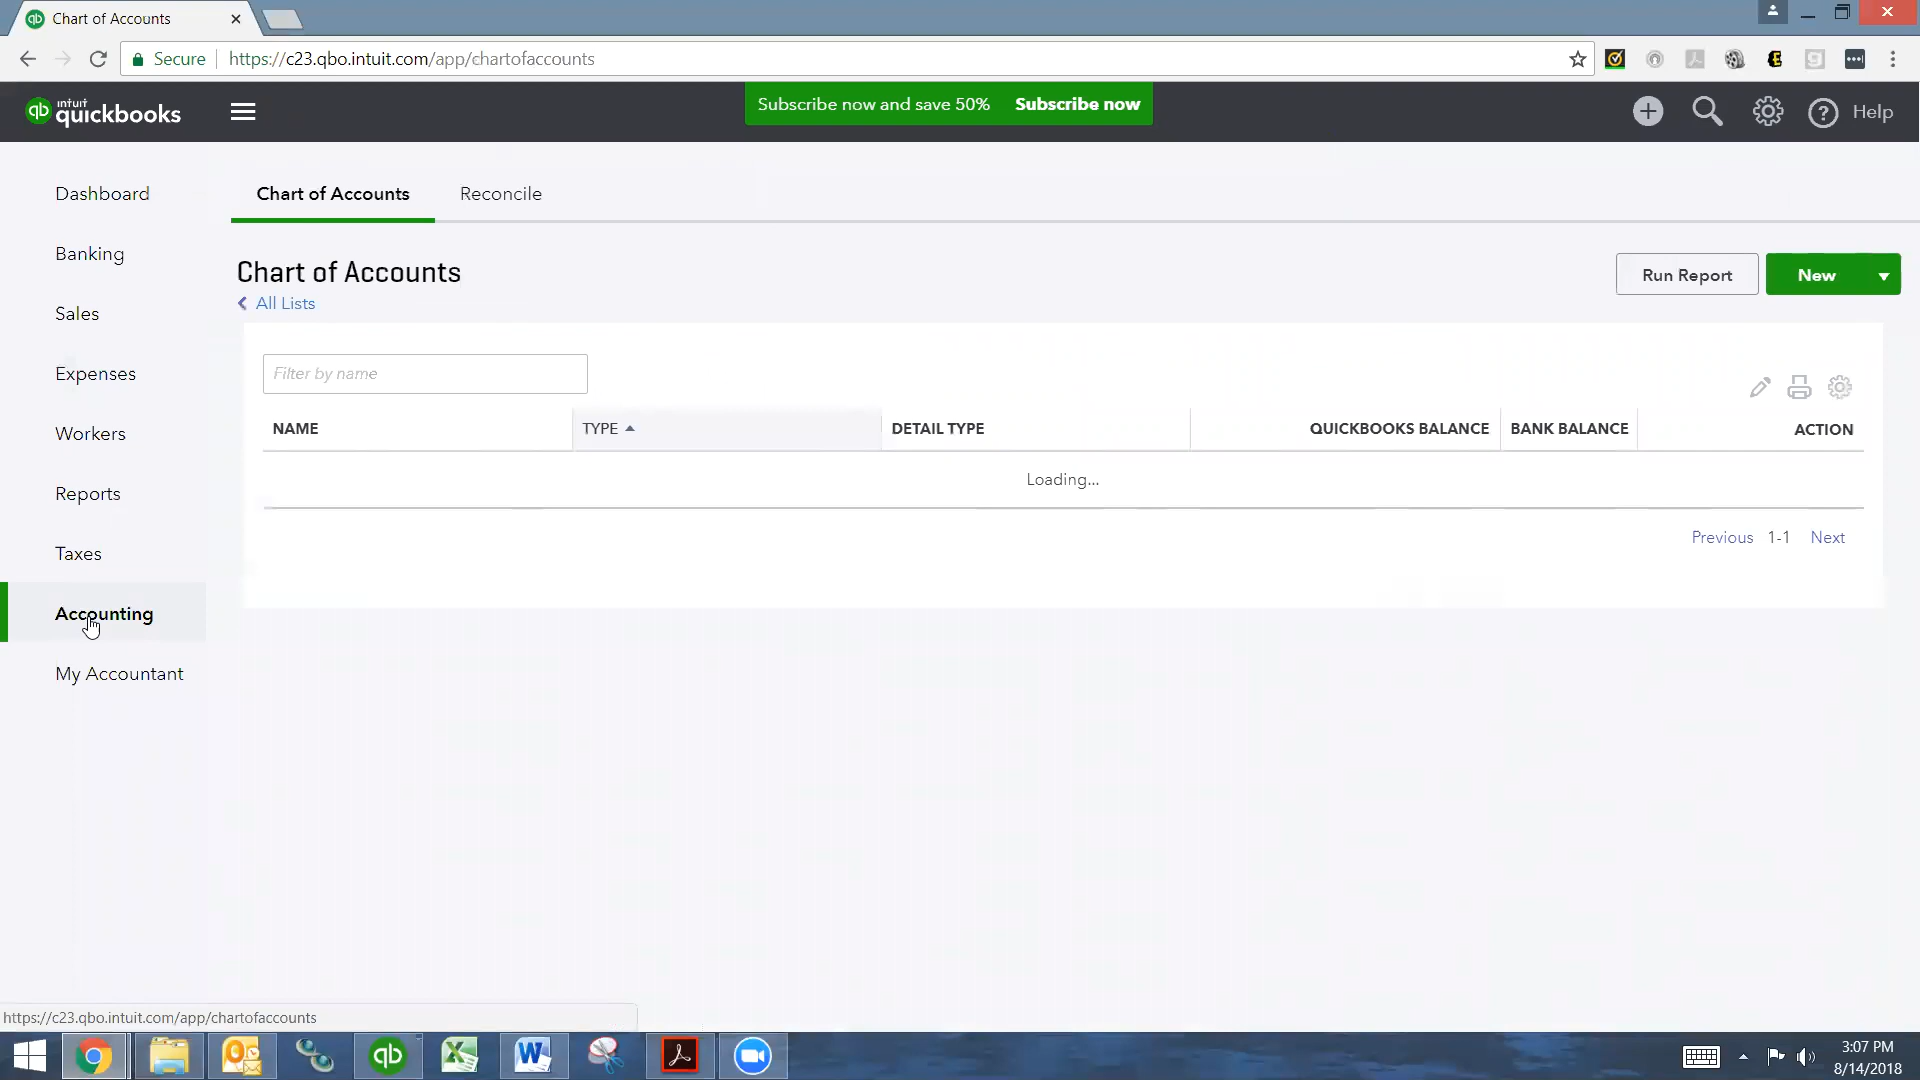 Chart of Accounts
Secure
https://c23.qbo.intuit.com/app/chartofaccounts
qb intuit quickbooks
Subscribe now and save 50% Subscribe now
Help
Dashboard
Banking
Sales
Expenses
Workers
Reports
Taxes
Accounting
My Accountant
Chart of Accounts Reconcile
Chart of Accounts
All Lists
Run Report New
Filter by name
NAME TYPE DETAIL TYPE QUICKBOOKS BALANCE BANK BALANCE ACTION
Loading...
Previous 1-1 Next
https://c23.qbo.intuit.com/app/chartofaccounts
3:07 PM
8/14/2018